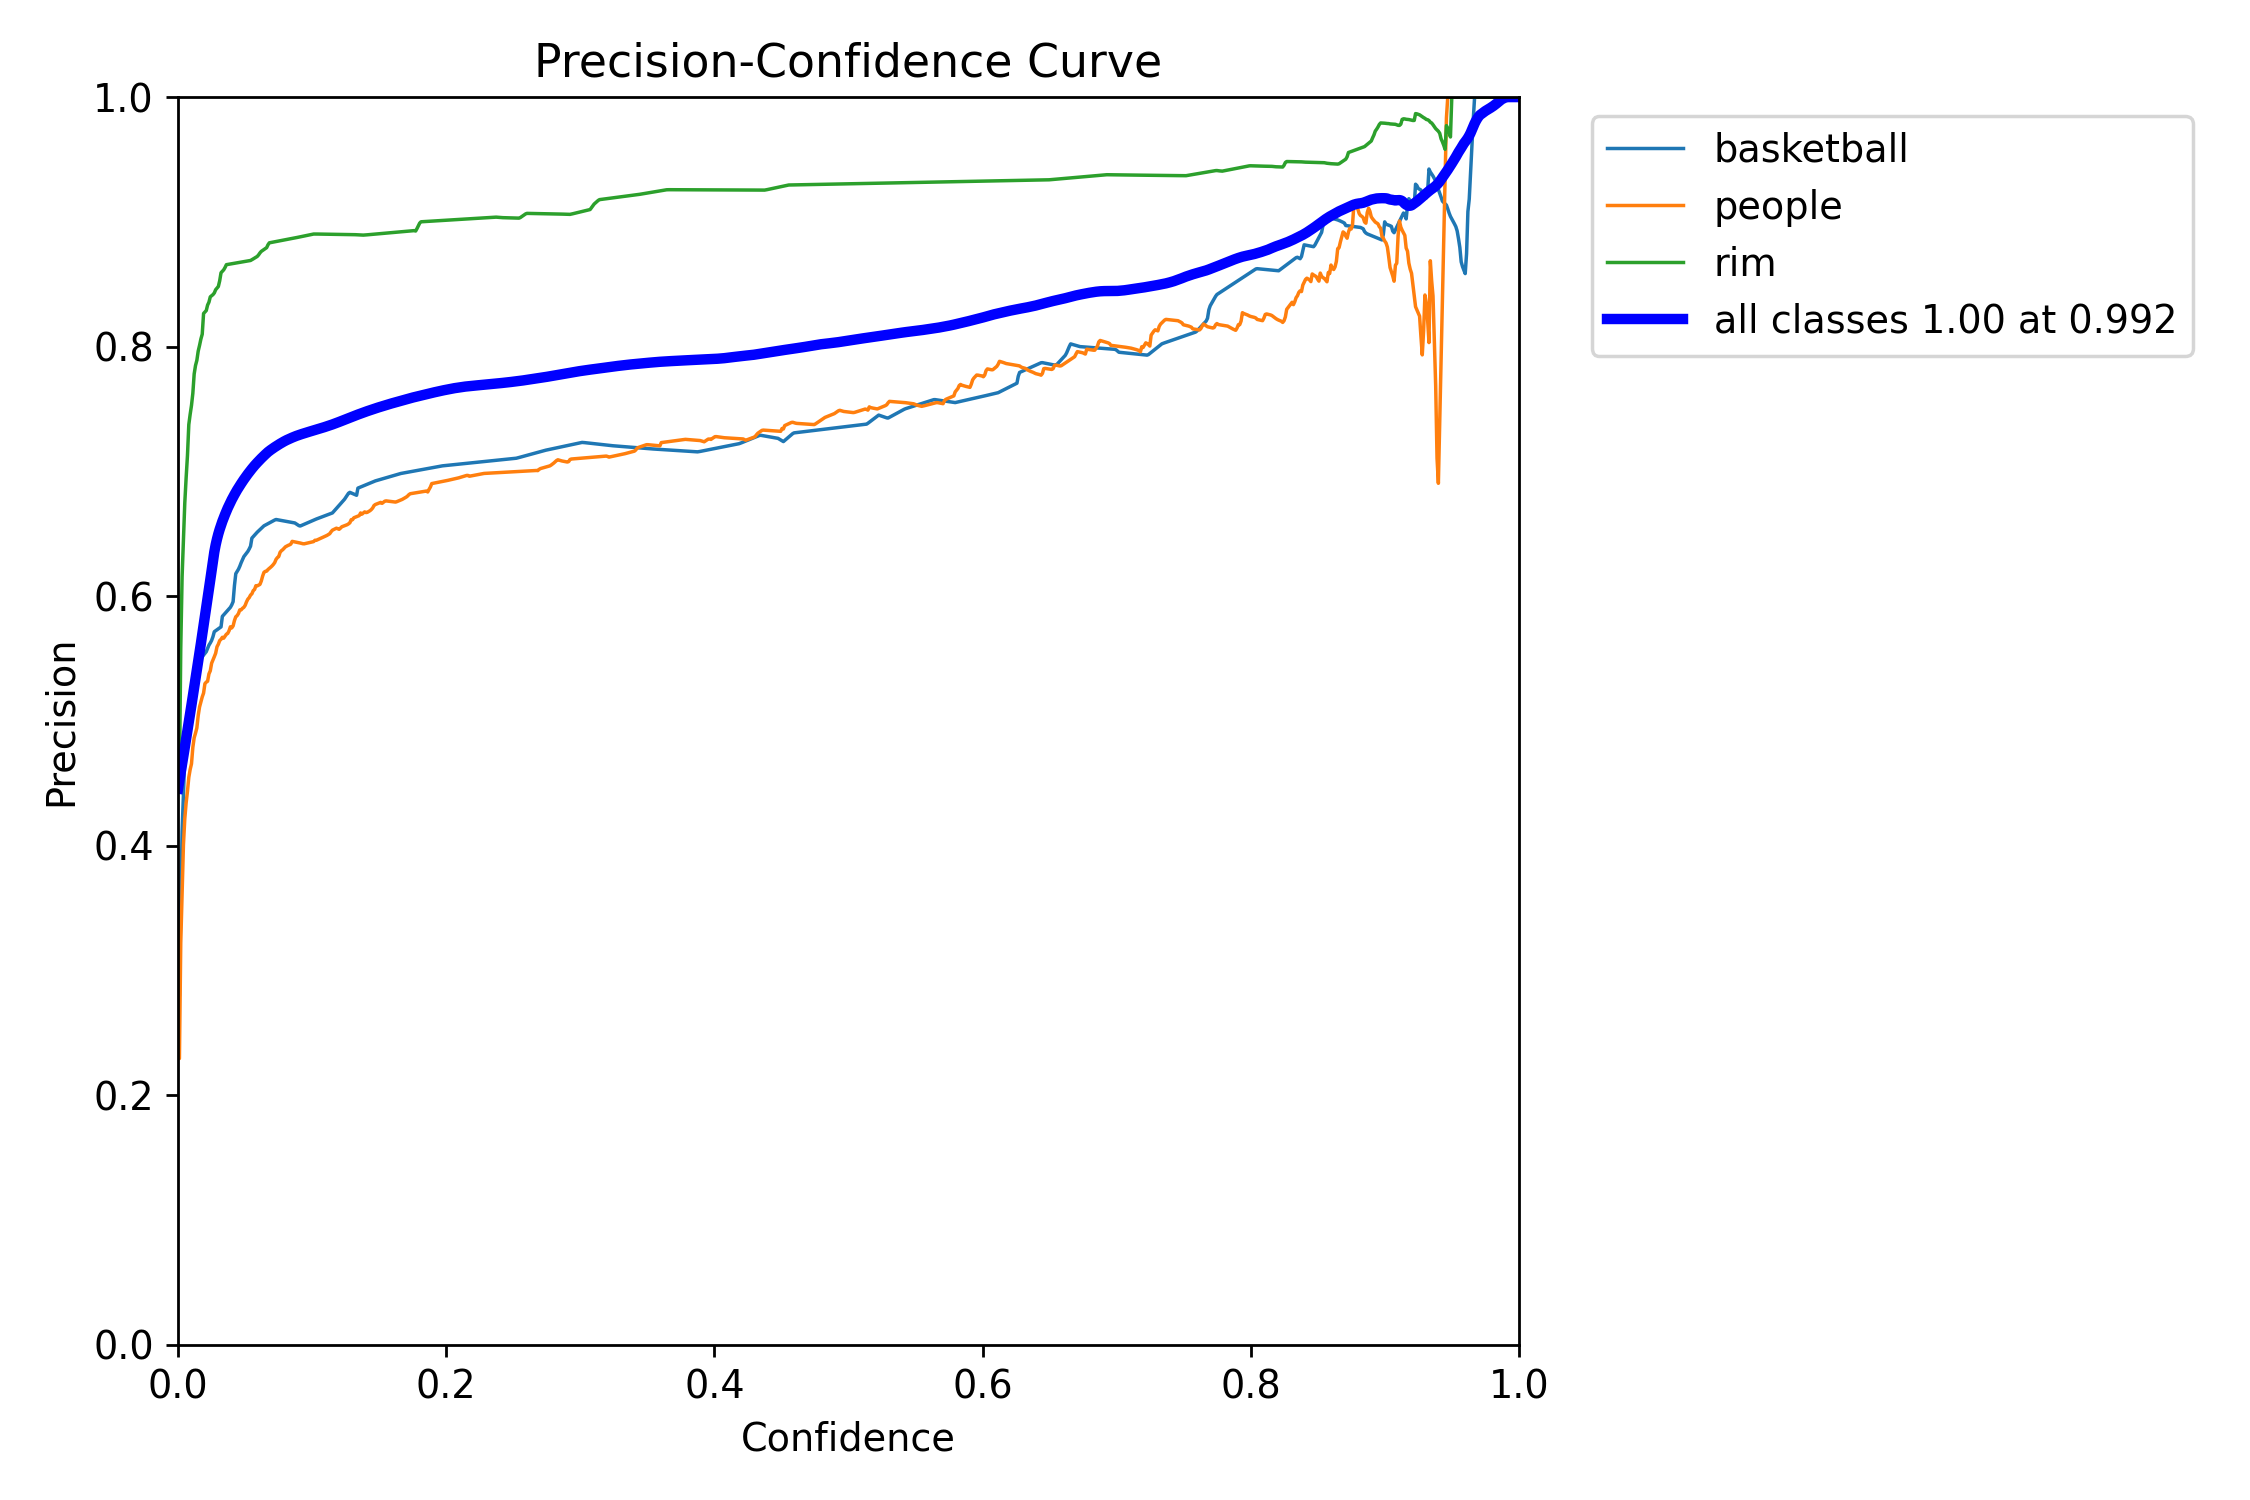 Precision-Confidence Curve
1.0
0.8
0.6
0.4
0.2
0.0
Precision
0.0 0.2 0.4 0.6 0.8 1.0
Confidence
basketball
people
rim
all classes 1.00 at 0.992